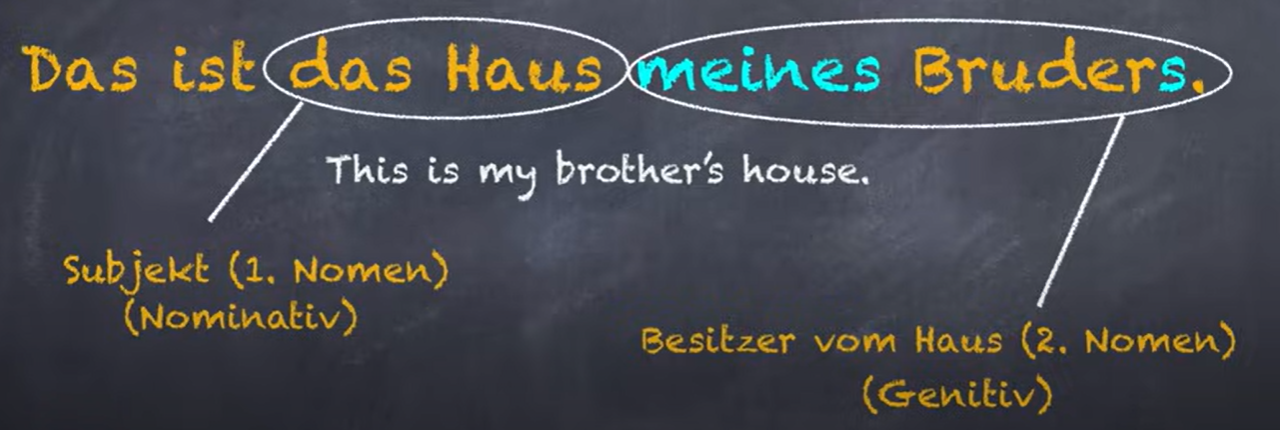 Das ist das Haus meines Bruders.
This is my brother's house.
Subjekt (1. Nomen)
(Nominativ)
Besitzer vom Haus (2. Nomen)
(Genitiv)